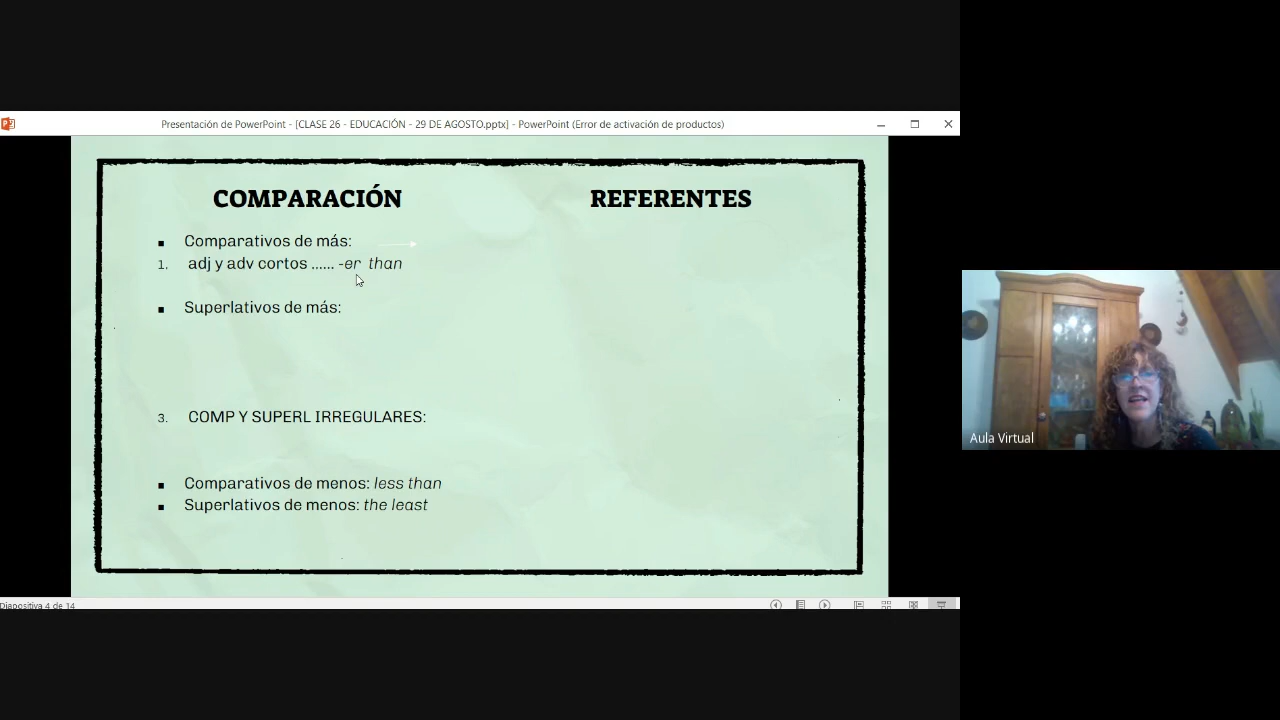 Presentación de PowerPoint - [CLASE 26 - EDUCACIÓN - 29 DE AGOSTO.pptx] - PowerPoint (Error de activación de productos)
COMPARACIÓN
▪ Comparativos de más:
1. adj y adv cortos ...... -er than
▪ Superlativos de más:
3. COMP Y SUPERL IRREGULARES:
▪ Comparativos de menos: less than
▪ Superlativos de menos: the least
REFERENTES
Diapositiva 4 de 14
Aula Virtual